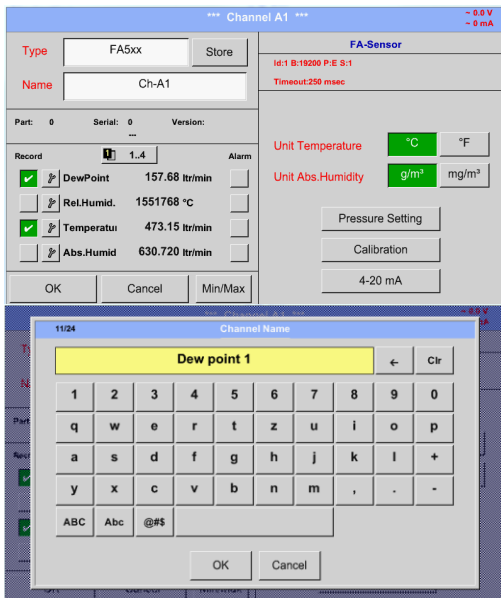 *** Channel A1 ***
~ 0.0 V
~ 0 mA
Type FA5xx Store
Name Ch-A1
Part: 0 Serial: 0 Version:
---
Record 1..4 Alarm
DewPoint 157.68 ltr/min
Rel.Humid. 1551768 °C
Temperatu 473.15 ltr/min
Abs.Humid 630.720 ltr/min
OK Cancel Min/Max
FA-Sensor
Id:1 B:19200 P:E S:1
Timeout:250 msec
Unit Temperature °C °F
Unit Abs.Humidity g/m³ mg/m³
Pressure Setting
Calibration
4-20 mA
*** Channel A1 ***
11/24 Channel Name
Dew point 1 ← Clr
1 2 3 4 5 6 7 8 9 0
q w e r t z u i o p
a s d f g h j k l +
y x c v b n m , . -
ABC Abc @#$
OK Cancel